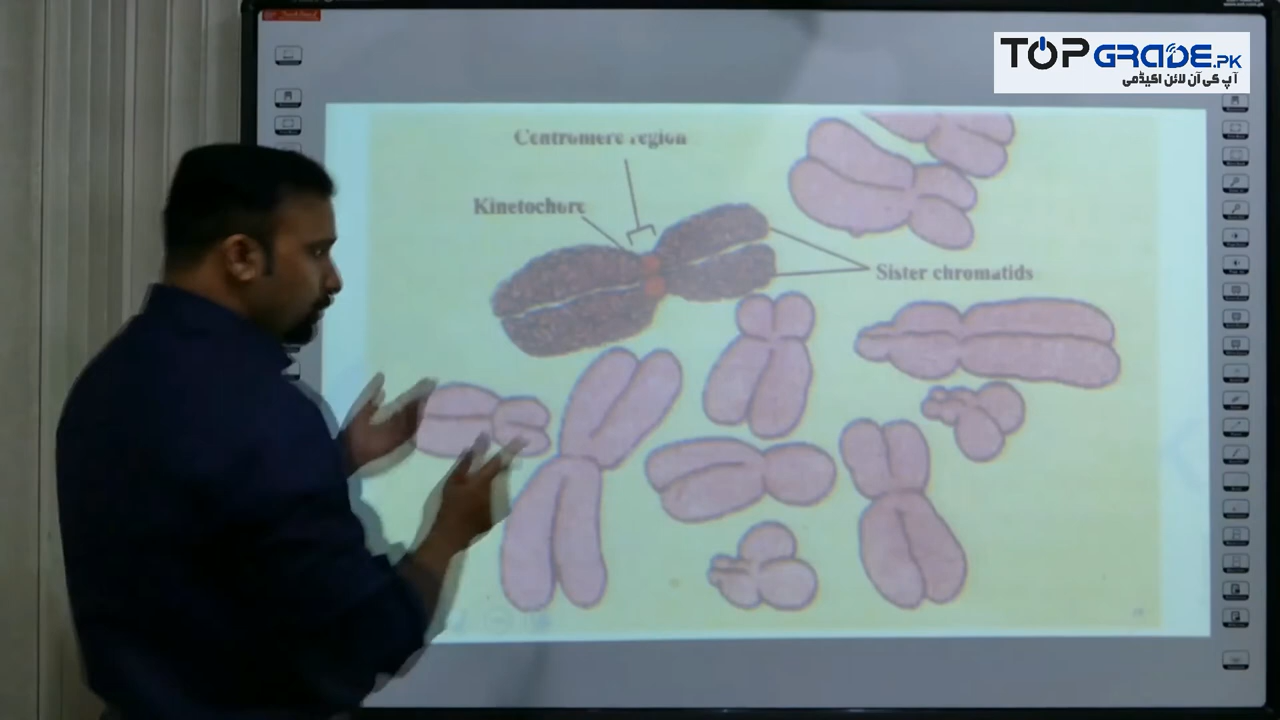 TOPGRADE.PK
آپ کی آن لائن اکیڈمی
Centromere region
Kinetochore
Sister chromatids